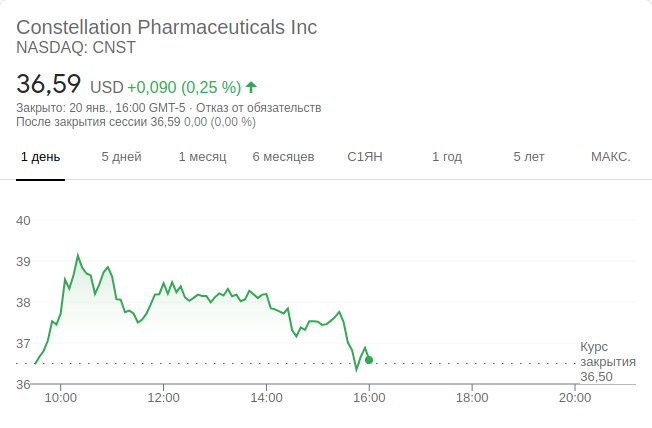 Constellation Pharmaceuticals Inc
NASDAQ: CNST
36,59 USD +0,090 (0,25 %)
Закрыто: 20 янв., 16:00 GMT-5 · Отказ от обязательств
После закрытия сессии 36,59 0,00 (0,00 %)
1 день 5 дней 1 месяц 6 месяцев С1ЯН 1 год 5 лет МАКС.
40
39
38
37
36
Курс
закрытия
36,50
10:00 12:00 14:00 16:00 18:00 20:00